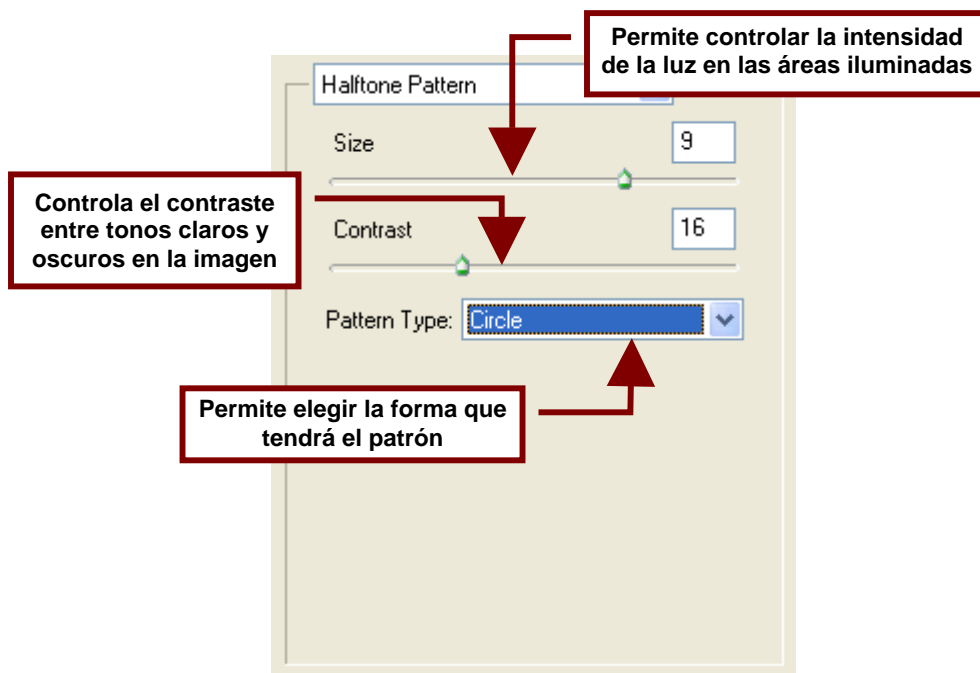 Permite controlar la intensidad
de la luz en las áreas iluminadas
Halftone Pattern
Size
9
Controla el contraste
entre tonos claros y
oscuros en la imagen
Contrast
16
Pattern Type:
Circle
Permite elegir la forma que
tendrá el patrón